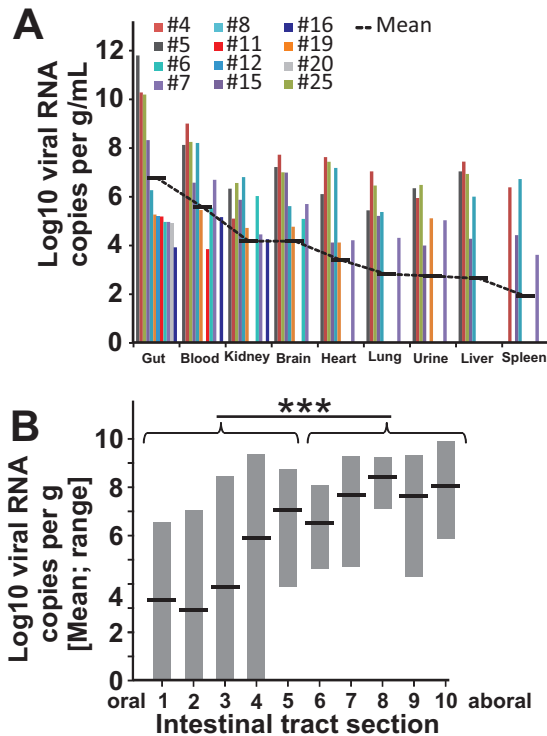 A
#4 #8 #16 Mean
#5 #11 #19
#6 #12 #20
#7 #15 #25
Log10 viral RNA
copies per g/mL
12
10
8
6
4
2
0
Gut Blood Kidney Brain Heart Lung Urine Liver Spleen
B
***
Log10 viral RNA
copies per g
[Mean; range]
10
8
6
4
2
0
oral 1 2 3 4 5 6 7 8 9 10 aboral
Intestinal tract section